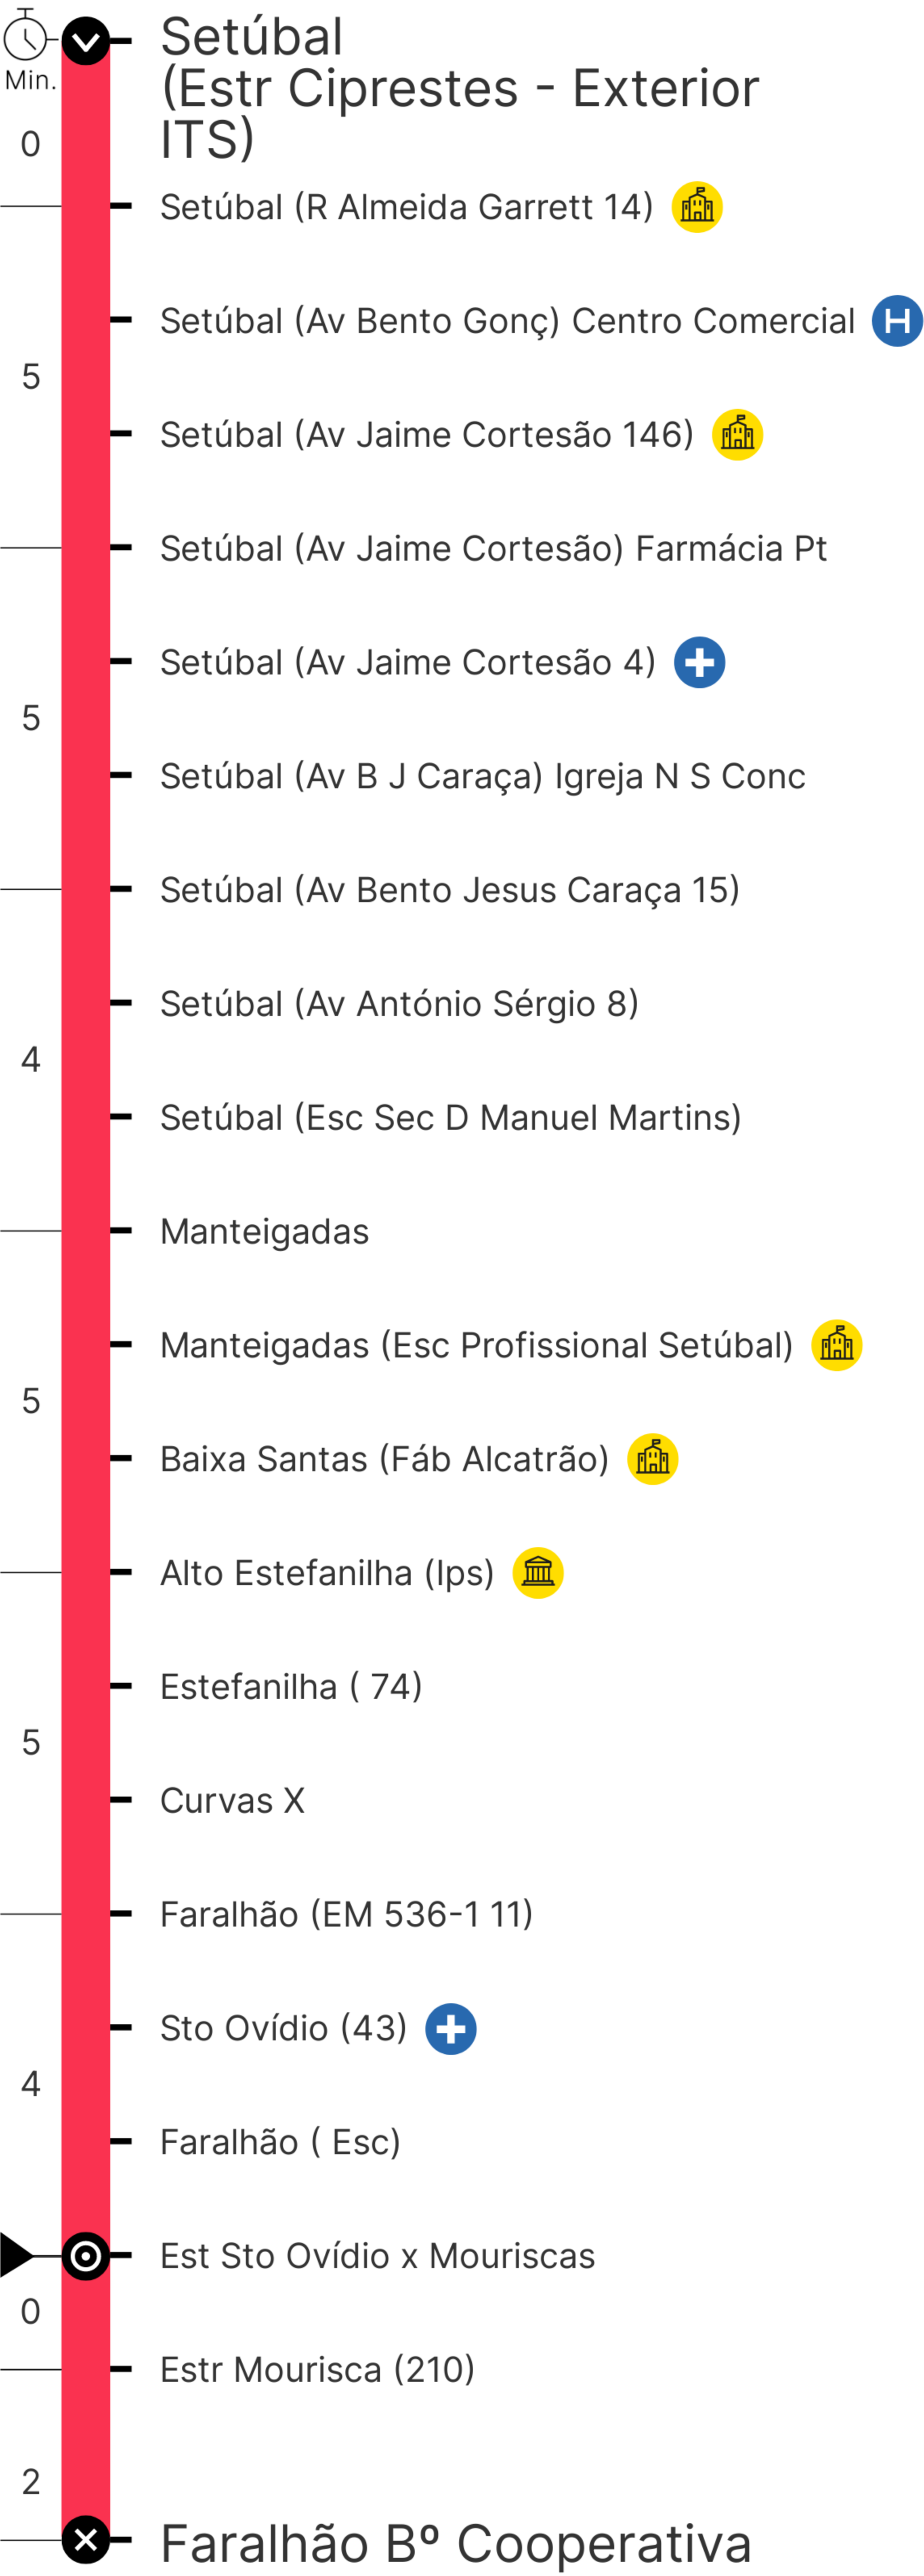 Setúbal
(Estr Ciprestes - Exterior
ITS)
Min.
0
Setúbal (R Almeida Garrett 14)
Setúbal (Av Bento Gonç) Centro Comercial H
5
Setúbal (Av Jaime Cortesão 146)
Setúbal (Av Jaime Cortesão) Farmácia Pt
Setúbal (Av Jaime Cortesão 4)
5
Setúbal (Av B J Caraça) Igreja N S Conc
Setúbal (Av Bento Jesus Caraça 15)
Setúbal (Av António Sérgio 8)
4
Setúbal (Esc Sec D Manuel Martins)
Manteigadas
Manteigadas (Esc Profissional Setúbal)
5
Baixa Santas (Fáb Alcatrão)
Alto Estefanilha (Ips)
Estefanilha ( 74)
5
Curvas X
Faralhão (EM 536-1 11)
Sto Ovídio (43)
4
Faralhão ( Esc)
Est Sto Ovídio x Mouriscas
0
Estr Mourisca (210)
2
Faralhão Bº Cooperativa